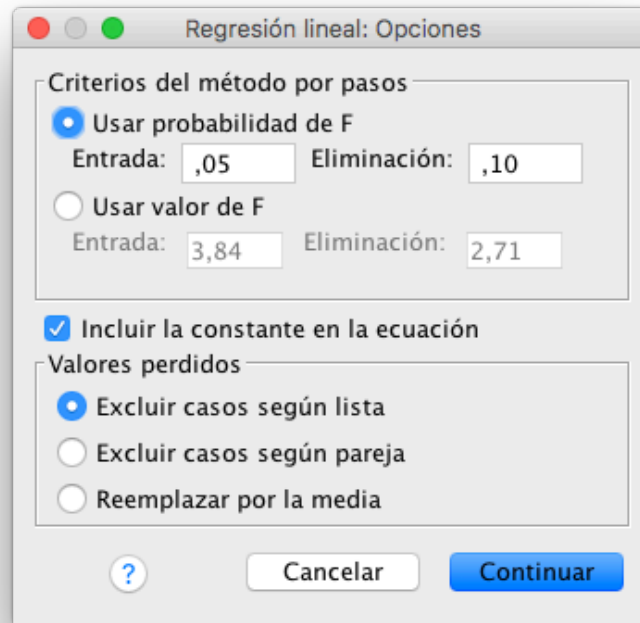 Regresión lineal: Opciones
Criterios del método por pasos
Usar probabilidad de F
Entrada: ,05 Eliminación: ,10
Usar valor de F
Entrada: 3,84 Eliminación: 2,71
Incluir la constante en la ecuación
Valores perdidos
Excluir casos según lista
Excluir casos según pareja
Reemplazar por la media
? Cancelar Continuar